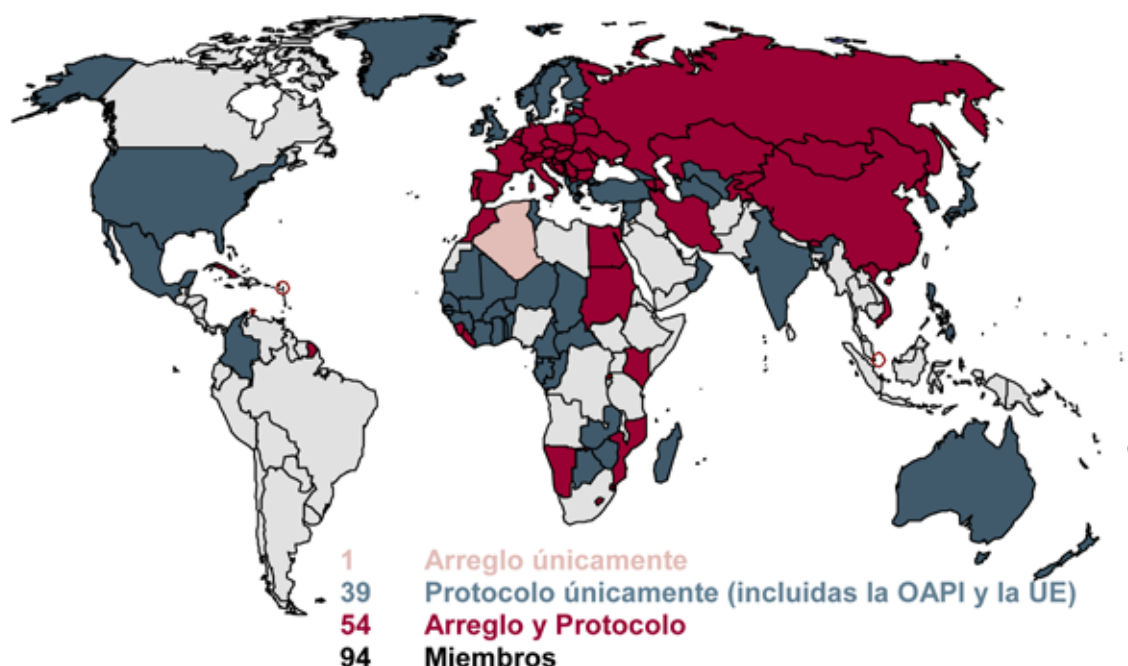 1 Arreglo únicamente
39 Protocolo únicamente (incluidas la OAPI y la UE)
54 Arreglo y Protocolo
94 Miembros